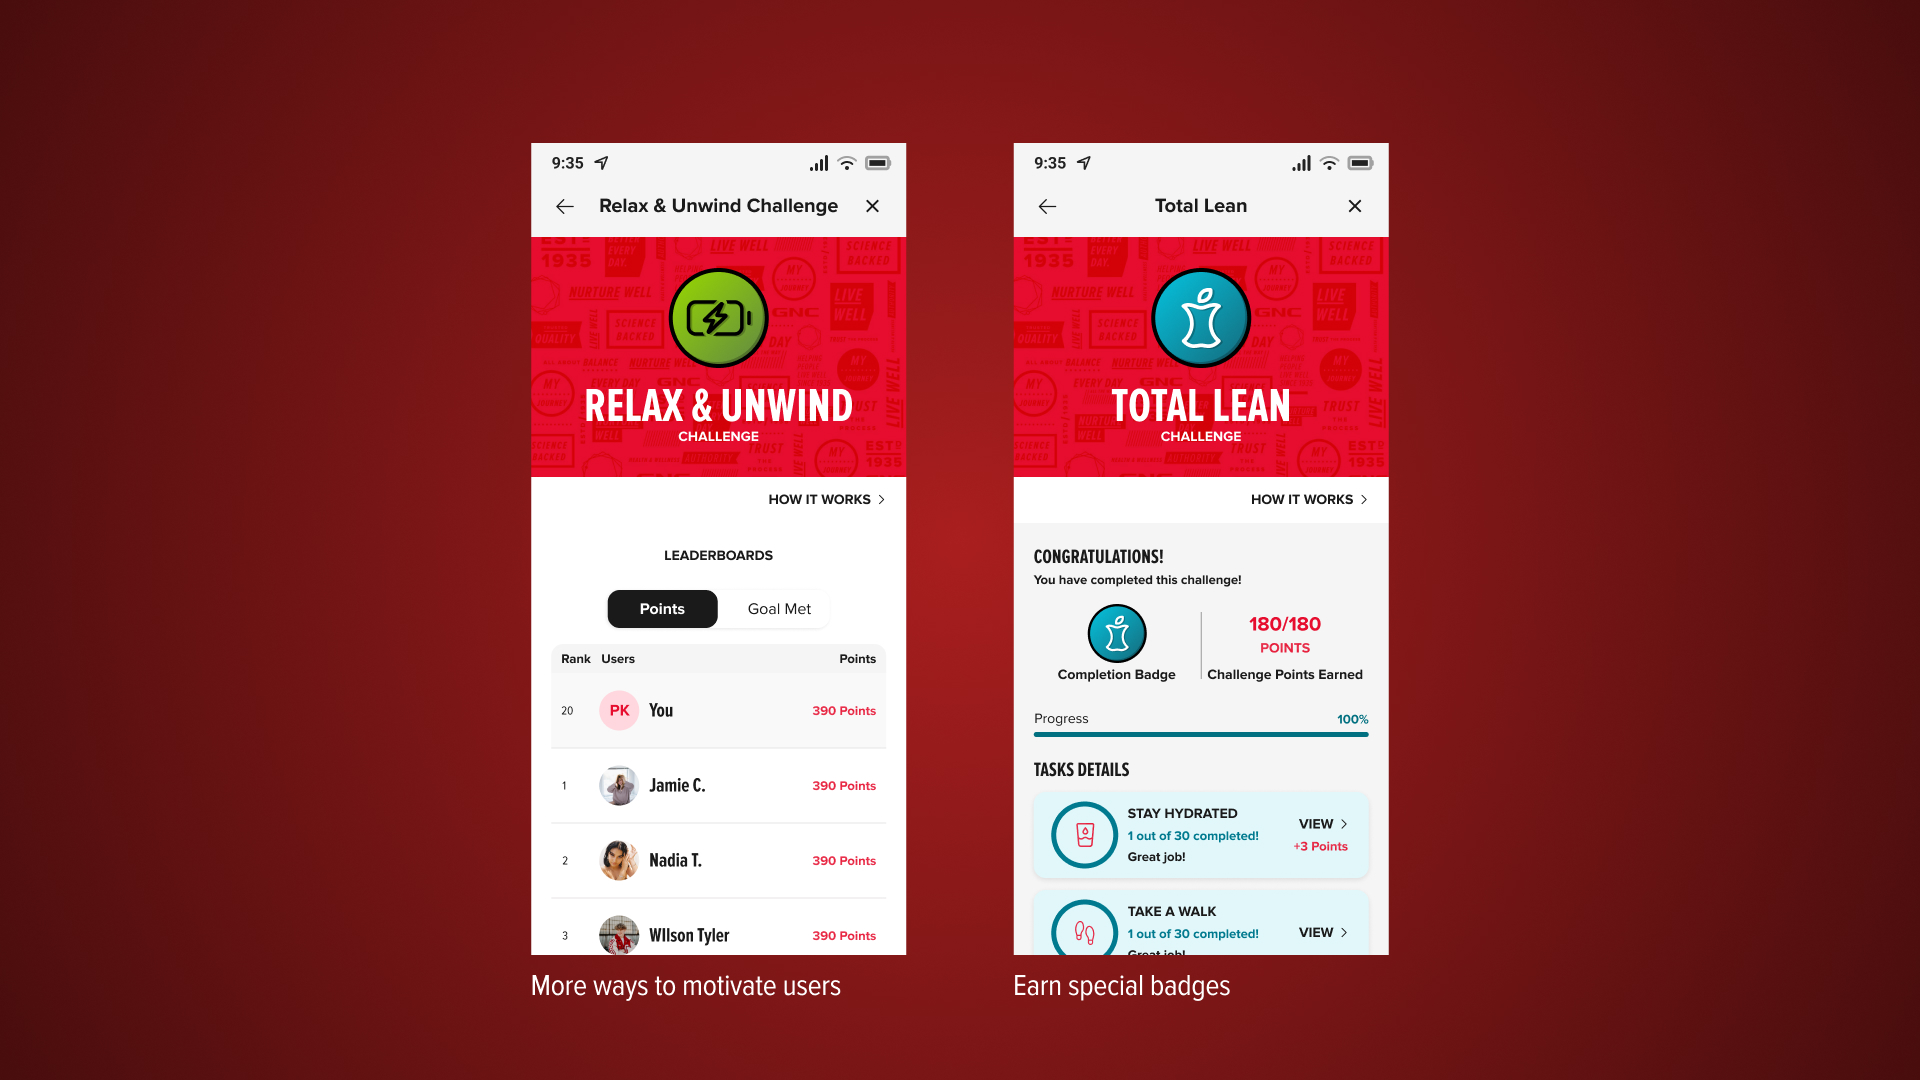 9:35
Relax & Unwind Challenge
RELAX & UNWIND
CHALLENGE
HOW IT WORKS
LEADERBOARDS
Points
Goal Met
Rank Users Points
20 PK You 390 Points
1 Jamie C. 390 Points
2 Nadia T. 390 Points
3 WIlson Tyler 390 Points
More ways to motivate users
9:35
Total Lean
TOTAL LEAN
CHALLENGE
HOW IT WORKS
CONGRATULATIONS!
You have completed this challenge!
Completion Badge
180/180
POINTS
Challenge Points Earned
Progress 100%
TASKS DETAILS
STAY HYDRATED
1 out of 30 completed!
Great job!
VIEW
+3 Points
TAKE A WALK
1 out of 30 completed!
Great job!
VIEW
Earn special badges